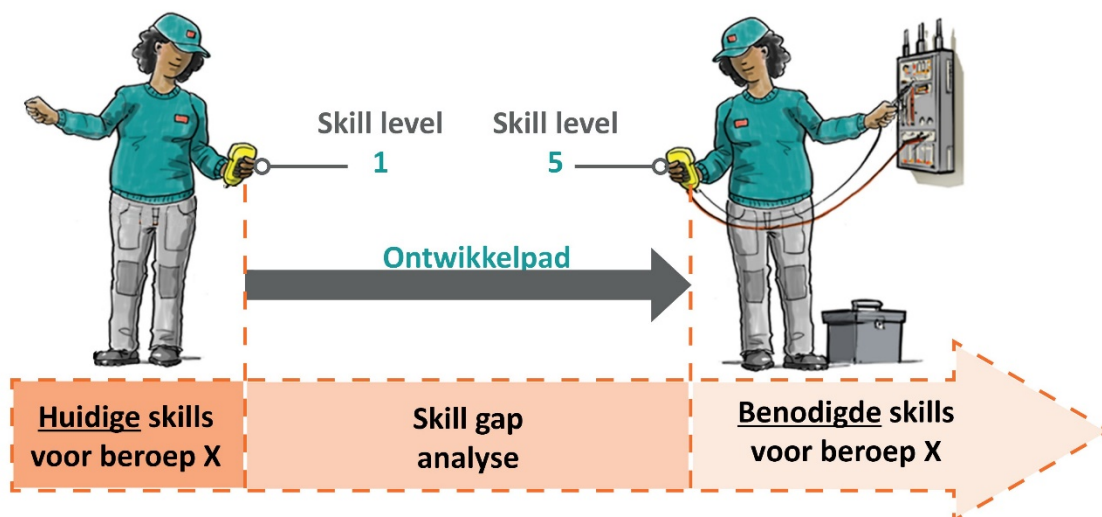 Skill level
1
Skill level
5
Ontwikkelpad
Huidige skills
voor beroep X
Skill gap
analyse
Benodigde skills
voor beroep X